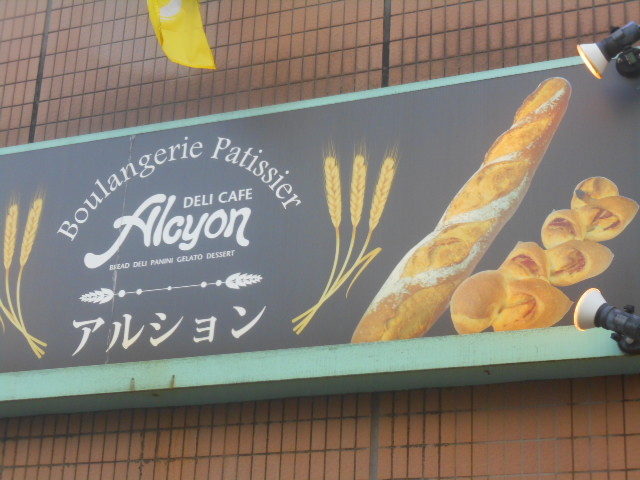 Boulangerie Patissier
DELI CAFE
Alcyon
BREAD DELI PANINI GELATO DESSERT
アルション